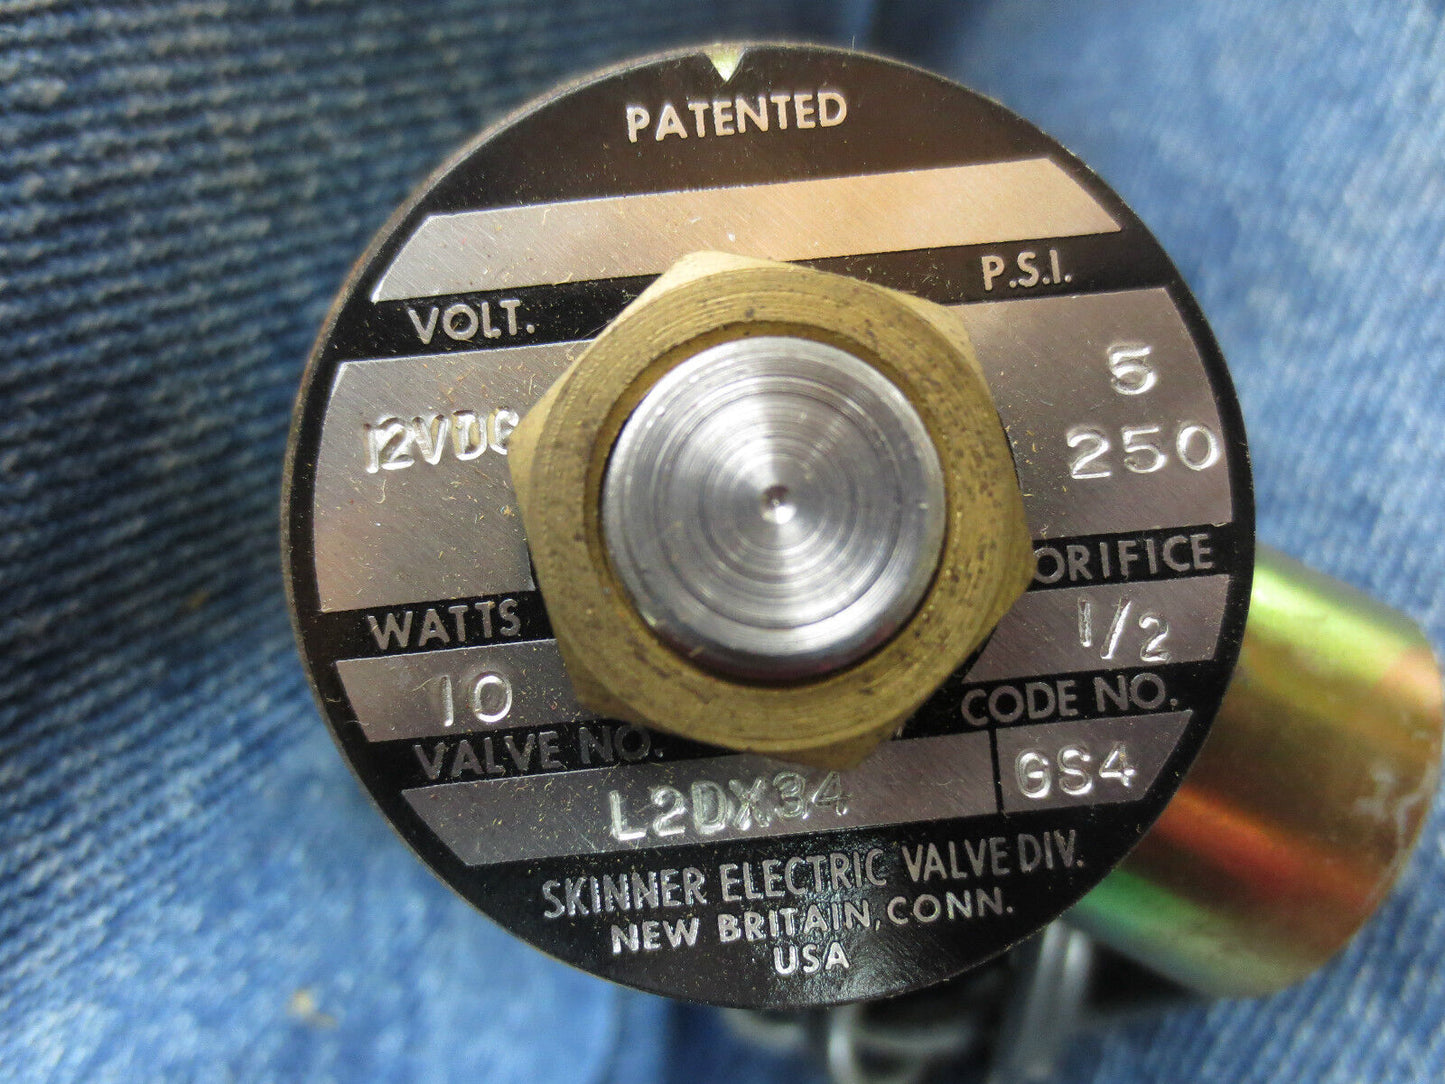 PATENTED
VOLT. P.S.I.
12VDC 5
250
ORIFICE
WATTS 1/2
10 CODE NO.
VALVE NO. GS4
L2DX34
SKINNER ELECTRIC VALVE DIV.
NEW BRITAIN, CONN.
USA